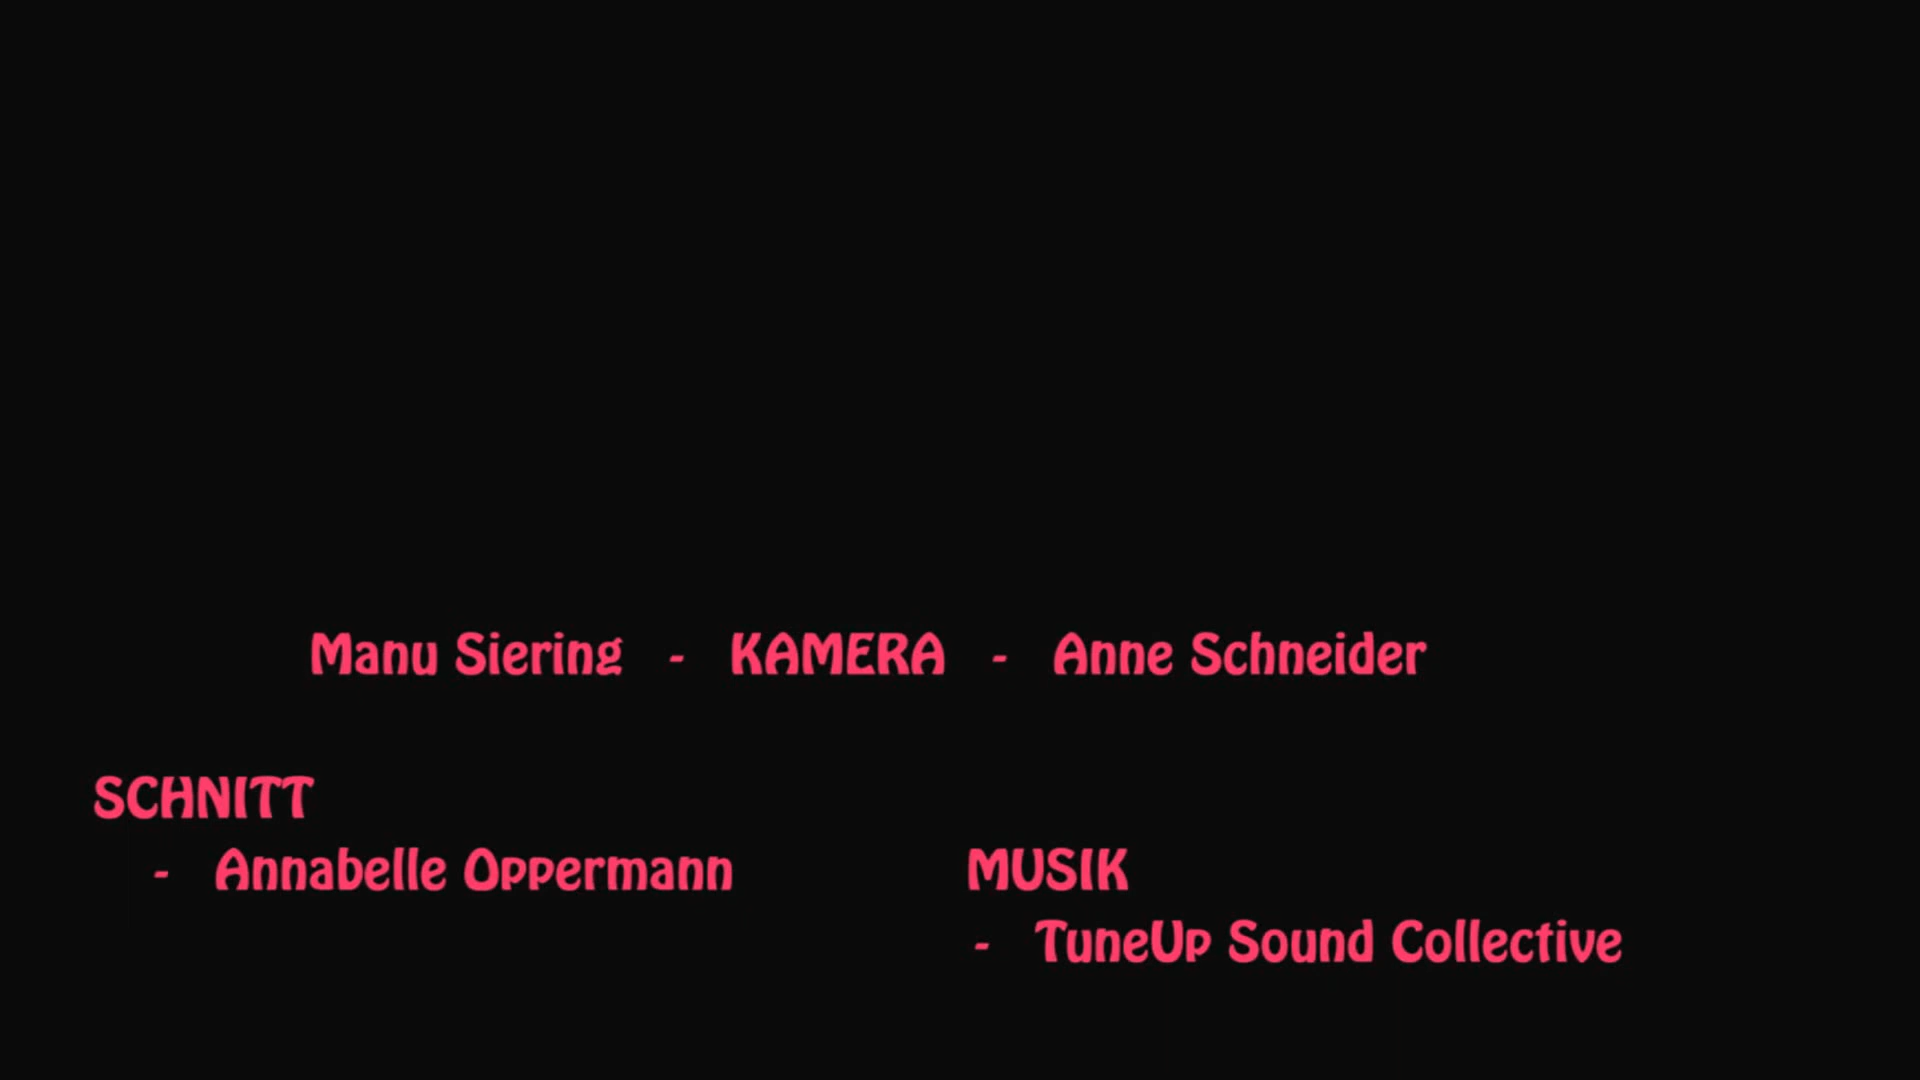 Manu Siering - KAMERA - Anne Schneider
SCHNITT
- Annabelle Oppermann
MUSIK
- TuneUp Sound Collective